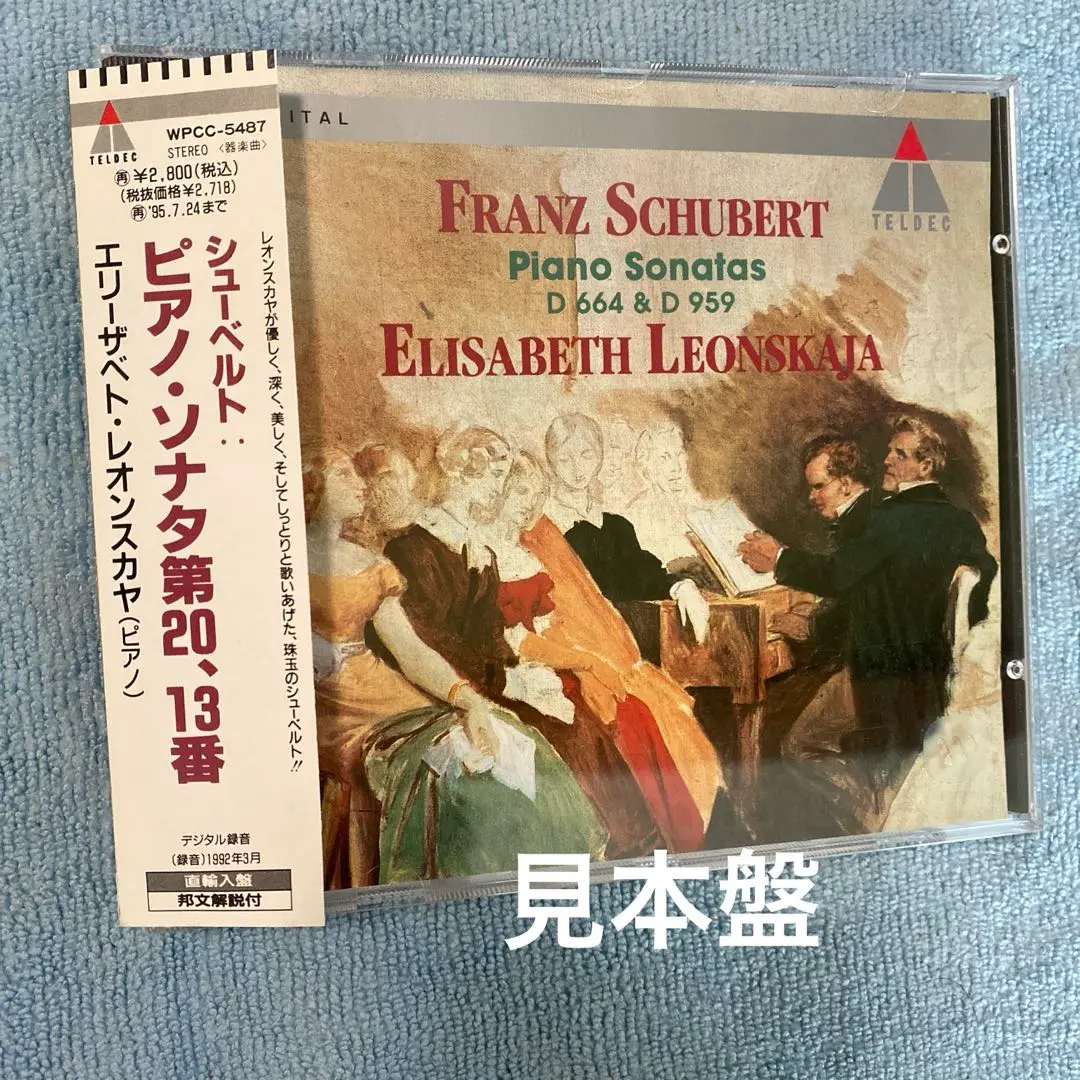 TELDEC
WPCC-5487
STEREO 〈器楽曲〉
再¥2,800(税込)
(税抜価格¥2,718)
再'95.7.24まで
レオンスカヤが優しく、深く、美しく、そしてしっとりと歌いあげた、珠玉のシューベルト!!
シューベルト:
ピアノ・ソナタ第20、13番
エリーザベト・レオンスカヤ(ピアノ)
デジタル録音
(録音)1992年3月
直輸入盤
邦文解説付
ITAL
TELDEC
FRANZ SCHUBERT
Piano Sonatas
D 664 & D 959
ELISABETH LEONSKAJA
見本盤